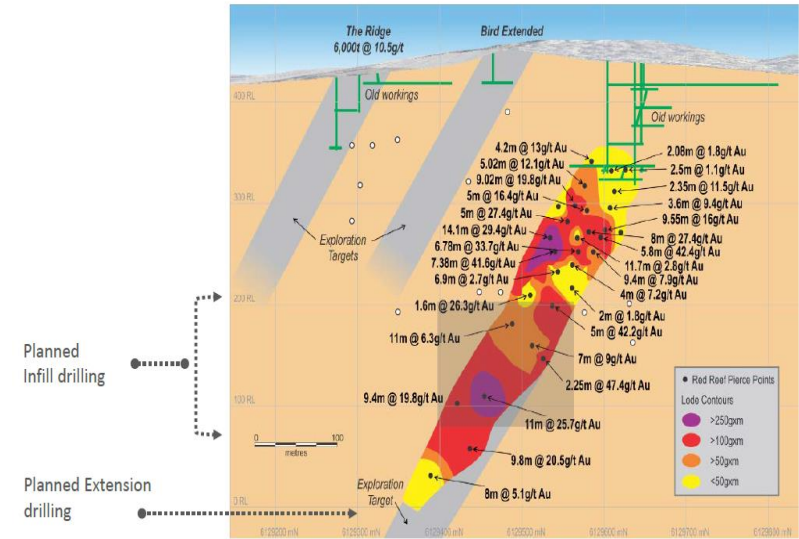 The Ridge
6,000t @ 10.5g/t
Bird Extended
400 RL
Old workings
Old workings
4.2m @ 13g/t Au
5.02m @ 12.1g/t Au
9.02m @ 19.8g/t Au
5m @ 16.4g/t Au
5m @ 27.4g/t Au
14.1m @ 29.4g/t Au
6.78m @ 33.7g/t Au
7.38m @ 41.6g/t Au
6.9m @ 2.7g/t Au
1.6m @ 26.3g/t Au
11m @ 6.3g/t Au
9.4m @ 19.8g/t Au
2.08m @ 1.8g/t Au
2.5m @ 1.1g/t Au
2.35m @ 11.5g/t Au
3.6m @ 9.4g/t Au
9.55m @ 16g/t Au
8m @ 27.4g/t Au
5.8m @ 42.4g/t Au
11.7m @ 2.8g/t Au
9.4m @ 7.9g/t Au
4m @ 7.2g/t Au
2m @ 1.8g/t Au
5m @ 42.2g/t Au
7m @ 9g/t Au
2.25m @ 47.4g/t Au
11m @ 25.7g/t Au
9.8m @ 20.5g/t Au
8m @ 5.1g/t Au
300 RL
Exploration
Targets
200 RL
100 RL
0 RL
Planned
Infill drilling
Planned Extension
drilling
0
100
metres
Exploration
Target
Red Reef Pierce Points
Lode Contours
>250gxm
>100gxm
>50gxm
<50gxm
6129200 mN
6129300 mN
6129400 mN
6129500 mN
6129600 mN
6129700 mN
6129800 mN